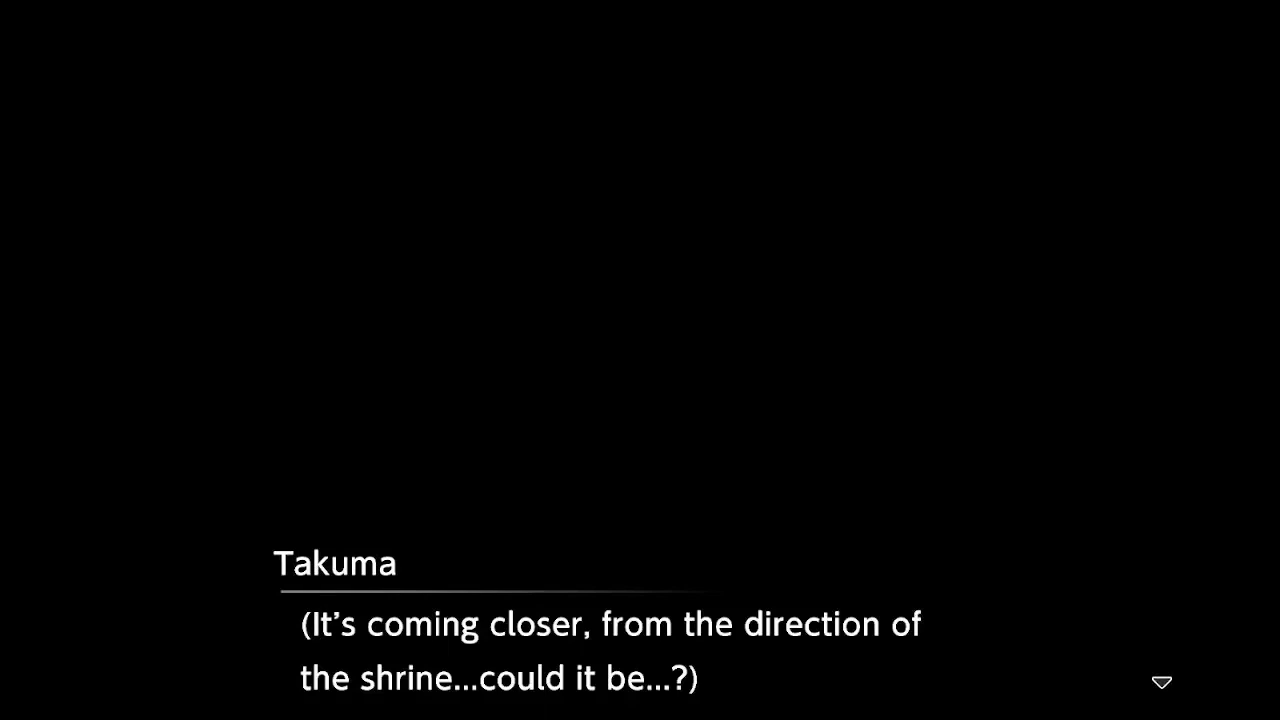 Takuma
(It’s coming closer, from the direction of
the shrine...could it be...?)